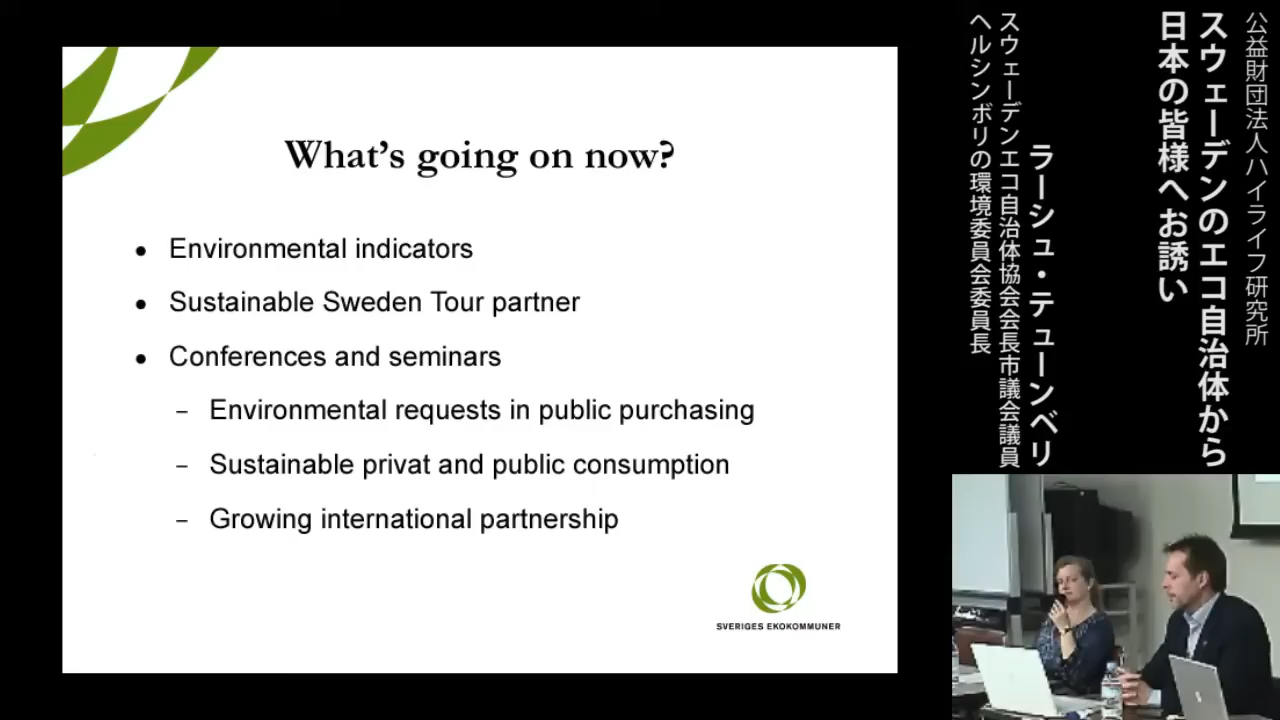 What's going on now?
Environmental indicators
Sustainable Sweden Tour partner
Conferences and seminars
Environmental requests in public purchasing
Sustainable privat and public consumption
Growing international partnership
SVERIGES EKOKOMMUNER
公益財団法人ハイライフ研究所
スウェーデンのエコ自治体から
日本の皆様へお誘い
ラーシュ・テューンベリ
スウェーデンエコ自治体協会会長市議会議員
ヘルシンボリの環境委員会委員長